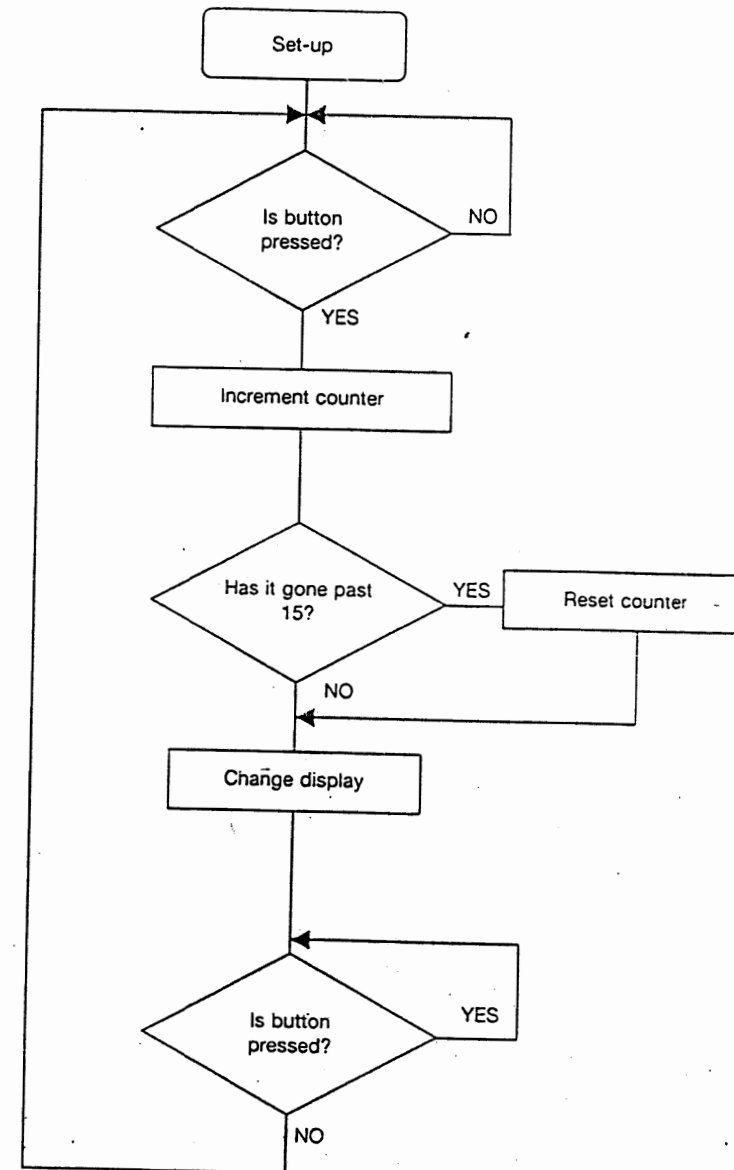 Set-up
Is button
pressed?
NO
YES
Increment counter
Has it gone past
15?
YES
Reset counter
NO
Change display
Is button
pressed?
YES
NO